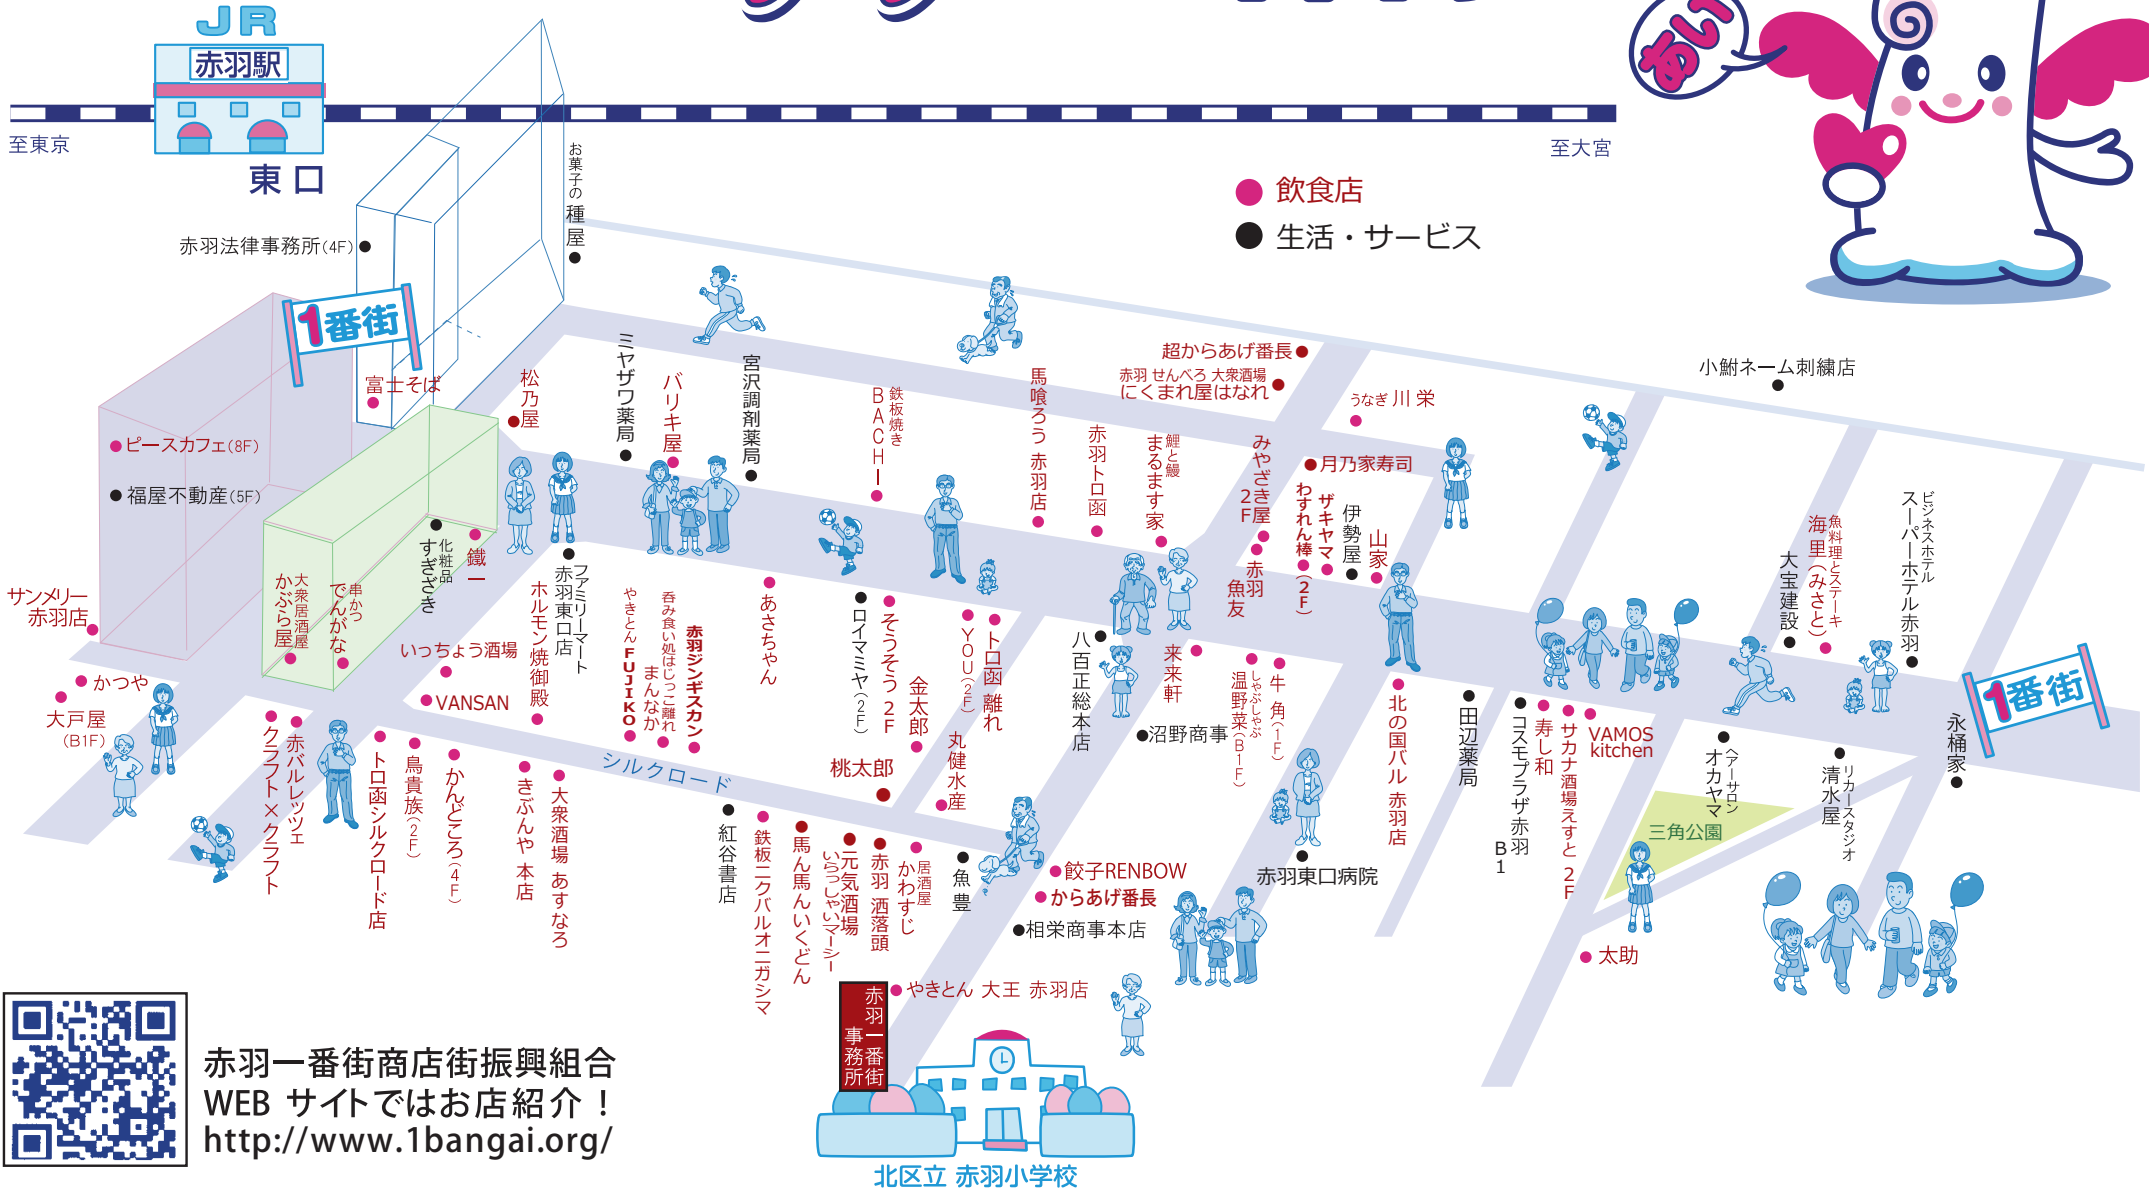 JR
赤羽駅
東口
至東京
至大宮
あい
飲食店
生活・サービス
お菓子の
種屋
赤羽法律事務所(4F)
1番街
富士そば
ピースカフェ(8F)
福屋不動産(5F)
サンメリー
赤羽店
かつや
大戸屋
(B1F)
大衆居酒屋
かぶら屋
串かつ
でんがな
化粧品
すぎざき
鐵一
松乃屋
ミヤザワ薬局
バリキ屋
宮沢調剤薬局
鉄板焼き
BACHI
馬喰ろう 赤羽店
赤羽トロ函
鯉と鰻
まるます家
超からあげ番長
赤羽 せんべろ 大衆酒場
にくまれ屋はなれ
うなぎ 川栄
みやざき屋
2F
月乃家寿司
わすれん棒(2F)
ザキヤマ
伊勢屋
山家
小鮒ネーム刺繍店
大宝建設
魚料理とステーキ
海里(みさと)
ビジネスホテル
スーパーホテル赤羽
1番街
いっちょう酒場
VANSAN
ホルモン焼御殿
ファミリーマート
赤羽東口店
やきとんFUJIKO
呑み食い処はじっこ離れ
まんなか
赤羽ジンギスカン
あさちゃん
ロイマミヤ(2F)
そうそう 2F
金太郎
YOU(2F)
トロ函 離れ
丸健水産
八百正総本店
来来軒
沼野商事
赤羽
魚友
しゃぶしゃぶ
温野菜(B1F)
牛角(1F)
北の国バル 赤羽店
田辺薬局
コスモプラザ赤羽
B1
寿し和
サカナ酒場えすと 2F
VAMOS
kitchen
ヘアーサロン
オカヤマ
リカースタジオ
清水屋
永桶家
三角公園
太助
クラフト×クラフト
赤バルレッツェ
トロ函シルクロード店
鳥貴族(2F)
かんどころ(4F)
きぶんや 本店
大衆酒場 あすなろ
シルクロード
紅谷書店
鉄板ニクバルオニガシマ
馬ん馬んいくどん
元気酒場
いらっしゃいマーシー
赤羽 洒落頭
居酒屋
かわすじ
桃太郎
魚豊
餃子RENBOW
からあげ番長
相栄商事本店
赤羽東口病院
やきとん 大王 赤羽店
赤羽一番街
事務所
北区立 赤羽小学校
赤羽一番街商店街振興組合
WEB サイトではお店紹介!
http://www.1bangai.org/